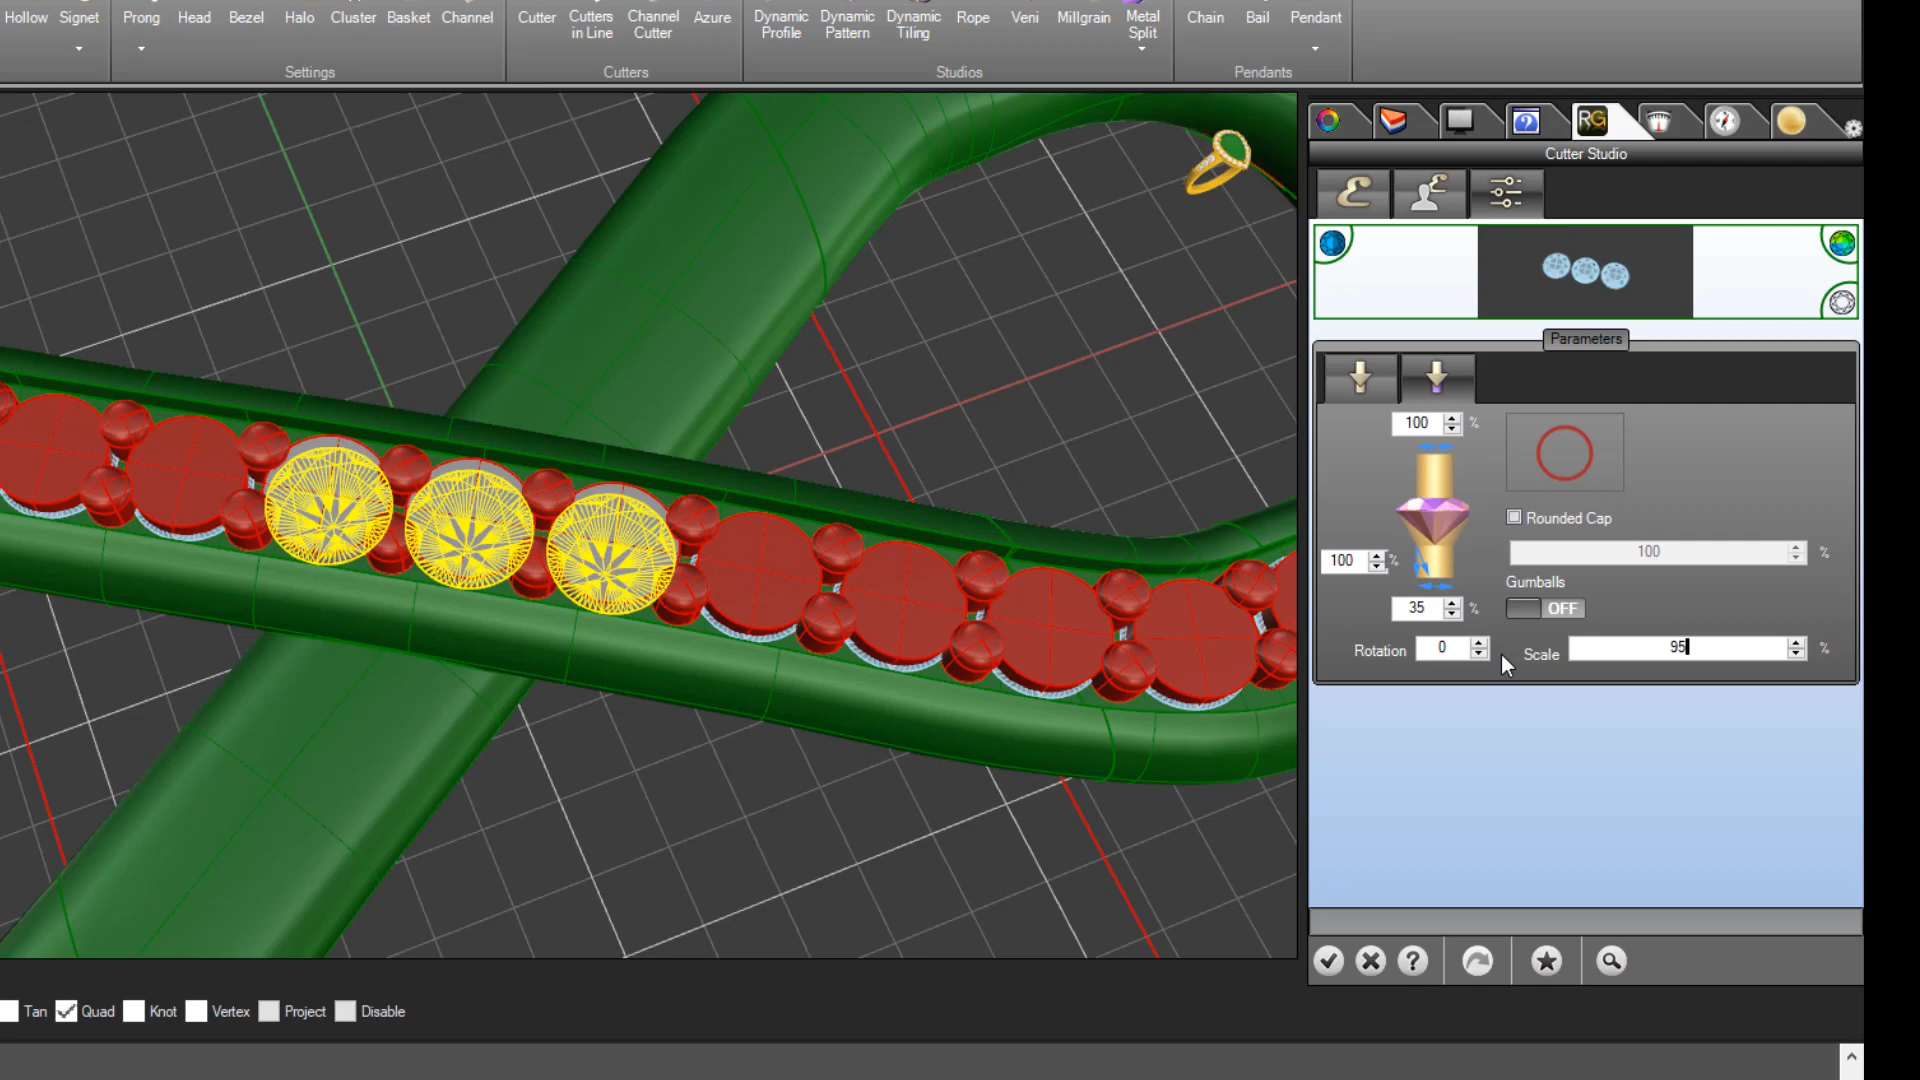 Hollow Signet Prong Head Bezel Halo Cluster Basket Channel Cutter Cutters in Line Channel Cutter Azure Dynamic Profile Dynamic Pattern Dynamic Tiling Rope Veni Millgrain Metal Split Chain Bail Pendant
Settings Cutters Studios Pendants
RG
Cutter Studio
Parameters
100 %
Rounded Cap
100 %
100 %
Gumballs
35 %
OFF
Rotation 0 Scale 95 %
Tan Quad Knot Vertex Project Disable